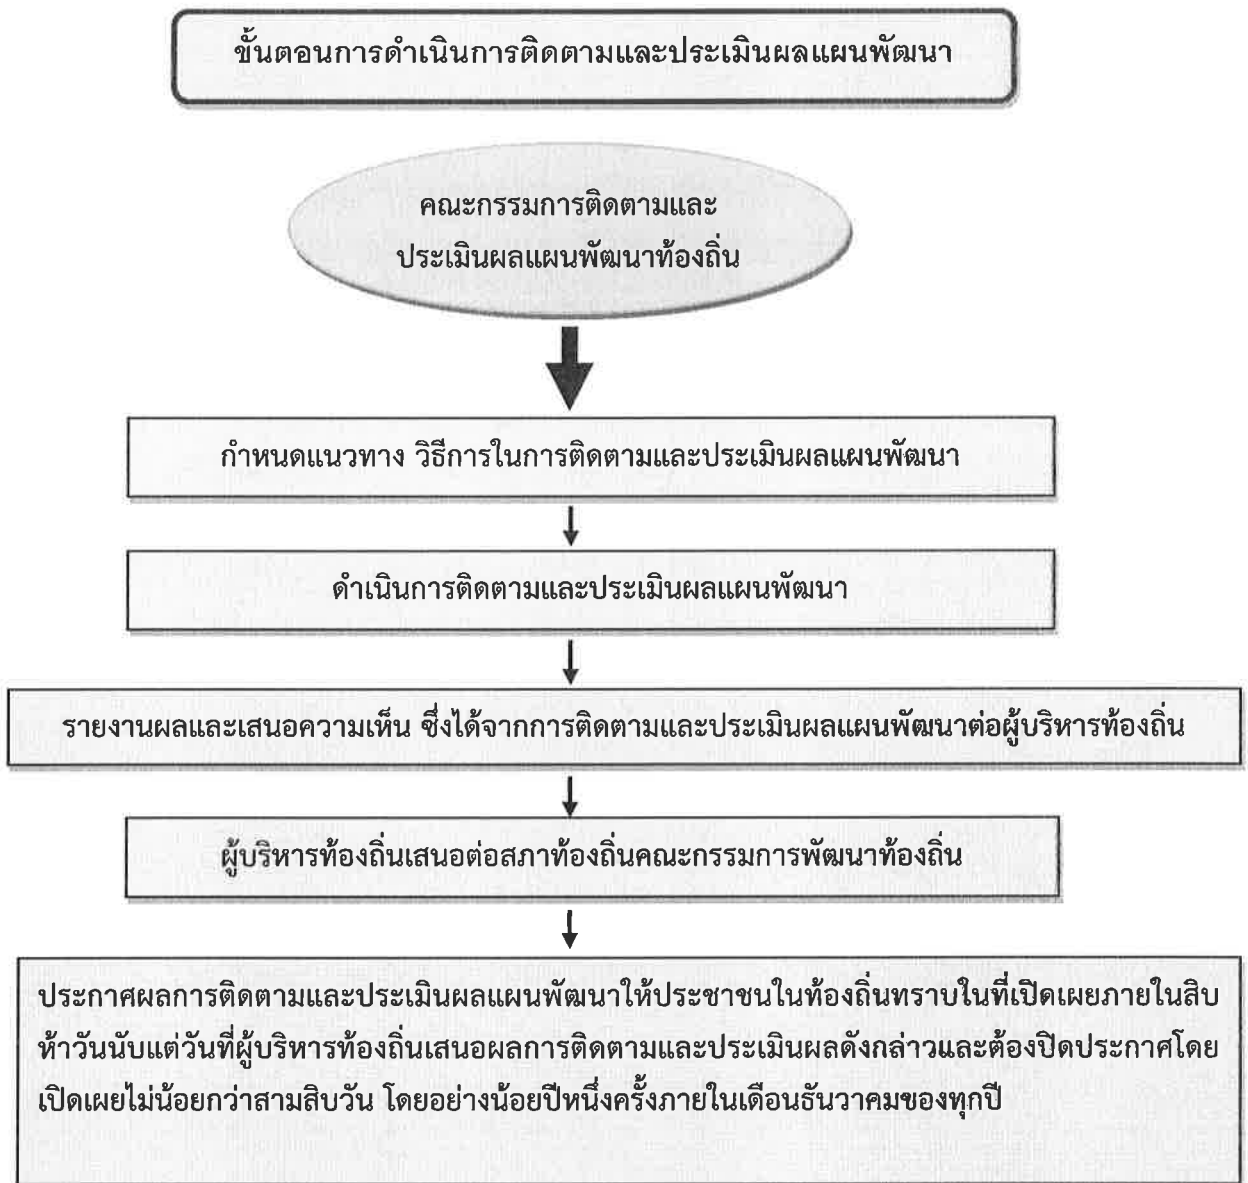 ขั้นตอนการดำเนินการติดตามและประเมินผลแผนพัฒนา
คณะกรรมการติดตามและ
ประเมินผลแผนพัฒนาท้องถิ่น
กำหนดแนวทาง วิธีการในการติดตามและประเมินผลแผนพัฒนา
ดำเนินการติดตามและประเมินผลแผนพัฒนา
รายงานผลและเสนอความเห็น ซึ่งได้จากการติดตามและประเมินผลแผนพัฒนาต่อผู้บริหารท้องถิ่น
ผู้บริหารท้องถิ่นเสนอต่อสภาท้องถิ่นคณะกรรมการพัฒนาท้องถิ่น
ประกาศผลการติดตามและประเมินผลแผนพัฒนาให้ประชาชนในท้องถิ่นทราบในที่เปิดเผยภายในสิบ
ห้าวันนับแต่วันที่ผู้บริหารท้องถิ่นเสนอผลการติดตามและประเมินผลดังกล่าวและต้องปิดประกาศโดย
เปิดเผยไม่น้อยกว่าสามสิบวัน โดยอย่างน้อยปีหนึ่งครั้งภายในเดือนธันวาคมของทุกปี